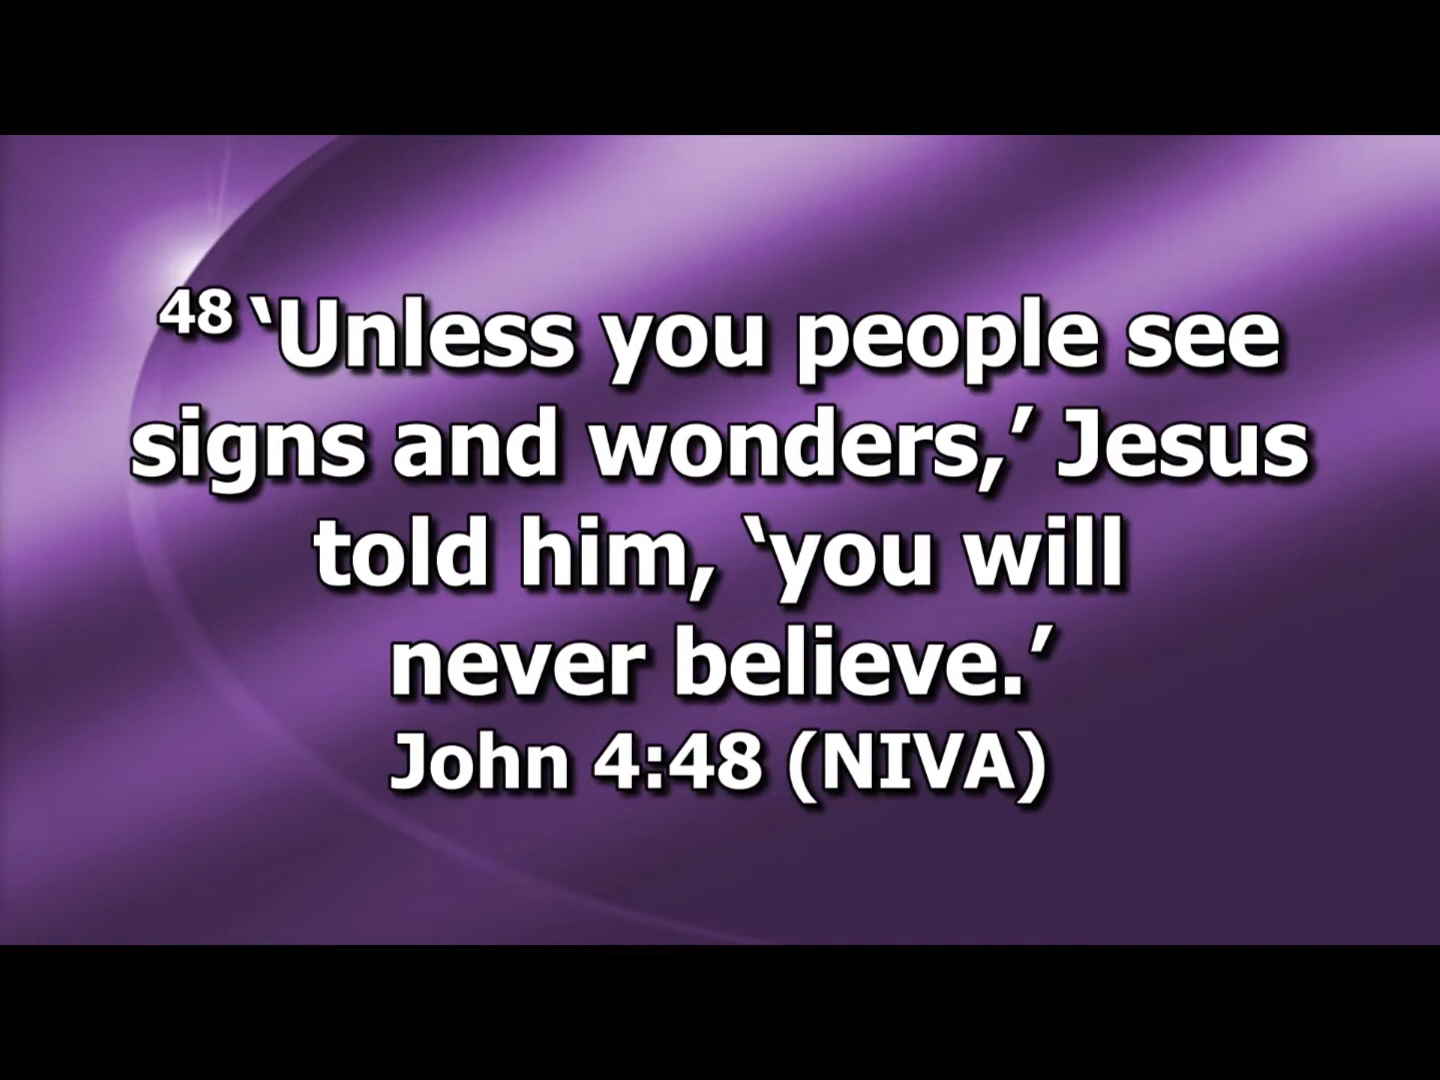 48 ‘Unless you people see
signs and wonders,’ Jesus
told him, ‘you will
never believe.’
John 4:48 (NIVA)